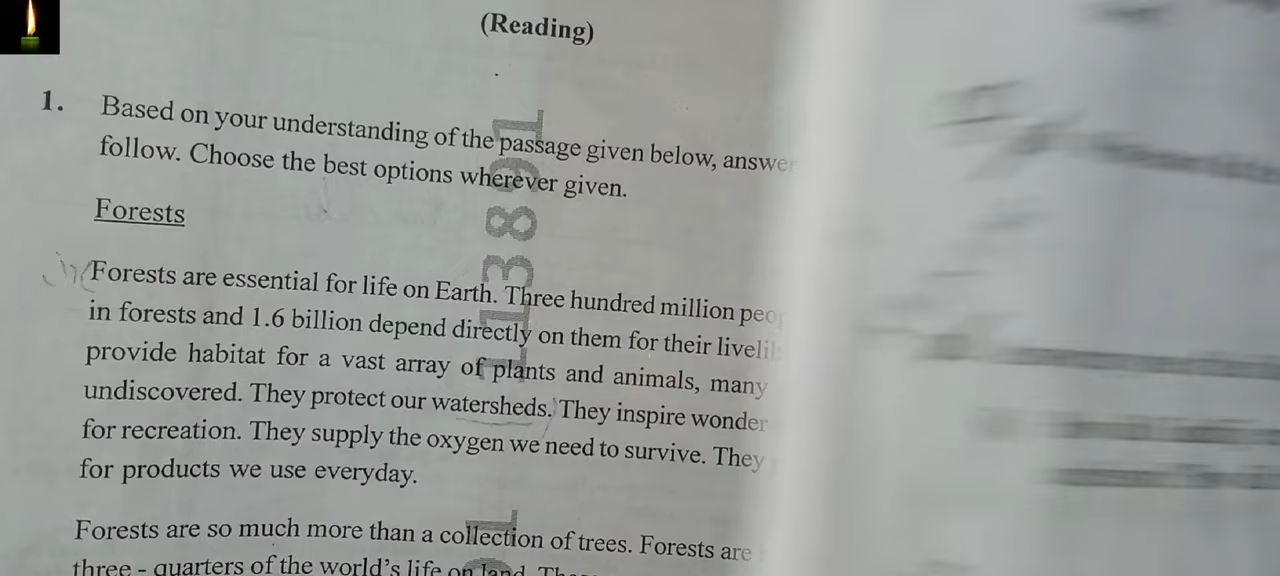 (Reading)
1. Based on your understanding of the passage given below, answer
follow. Choose the best options wherever given.
Forests
Forests are essential for life on Earth. Three hundred million
in forests and 1.6 billion depend directly on them for their
provide habitat for a vast array of plants and animals, many
undiscovered. They protect our watersheds. They inspire wonder
for recreation. They supply the oxygen we need to survive. They
for products we use everyday.
Forests are so much more than a collection of trees. Forests are
three - quarters of the world's life on land.